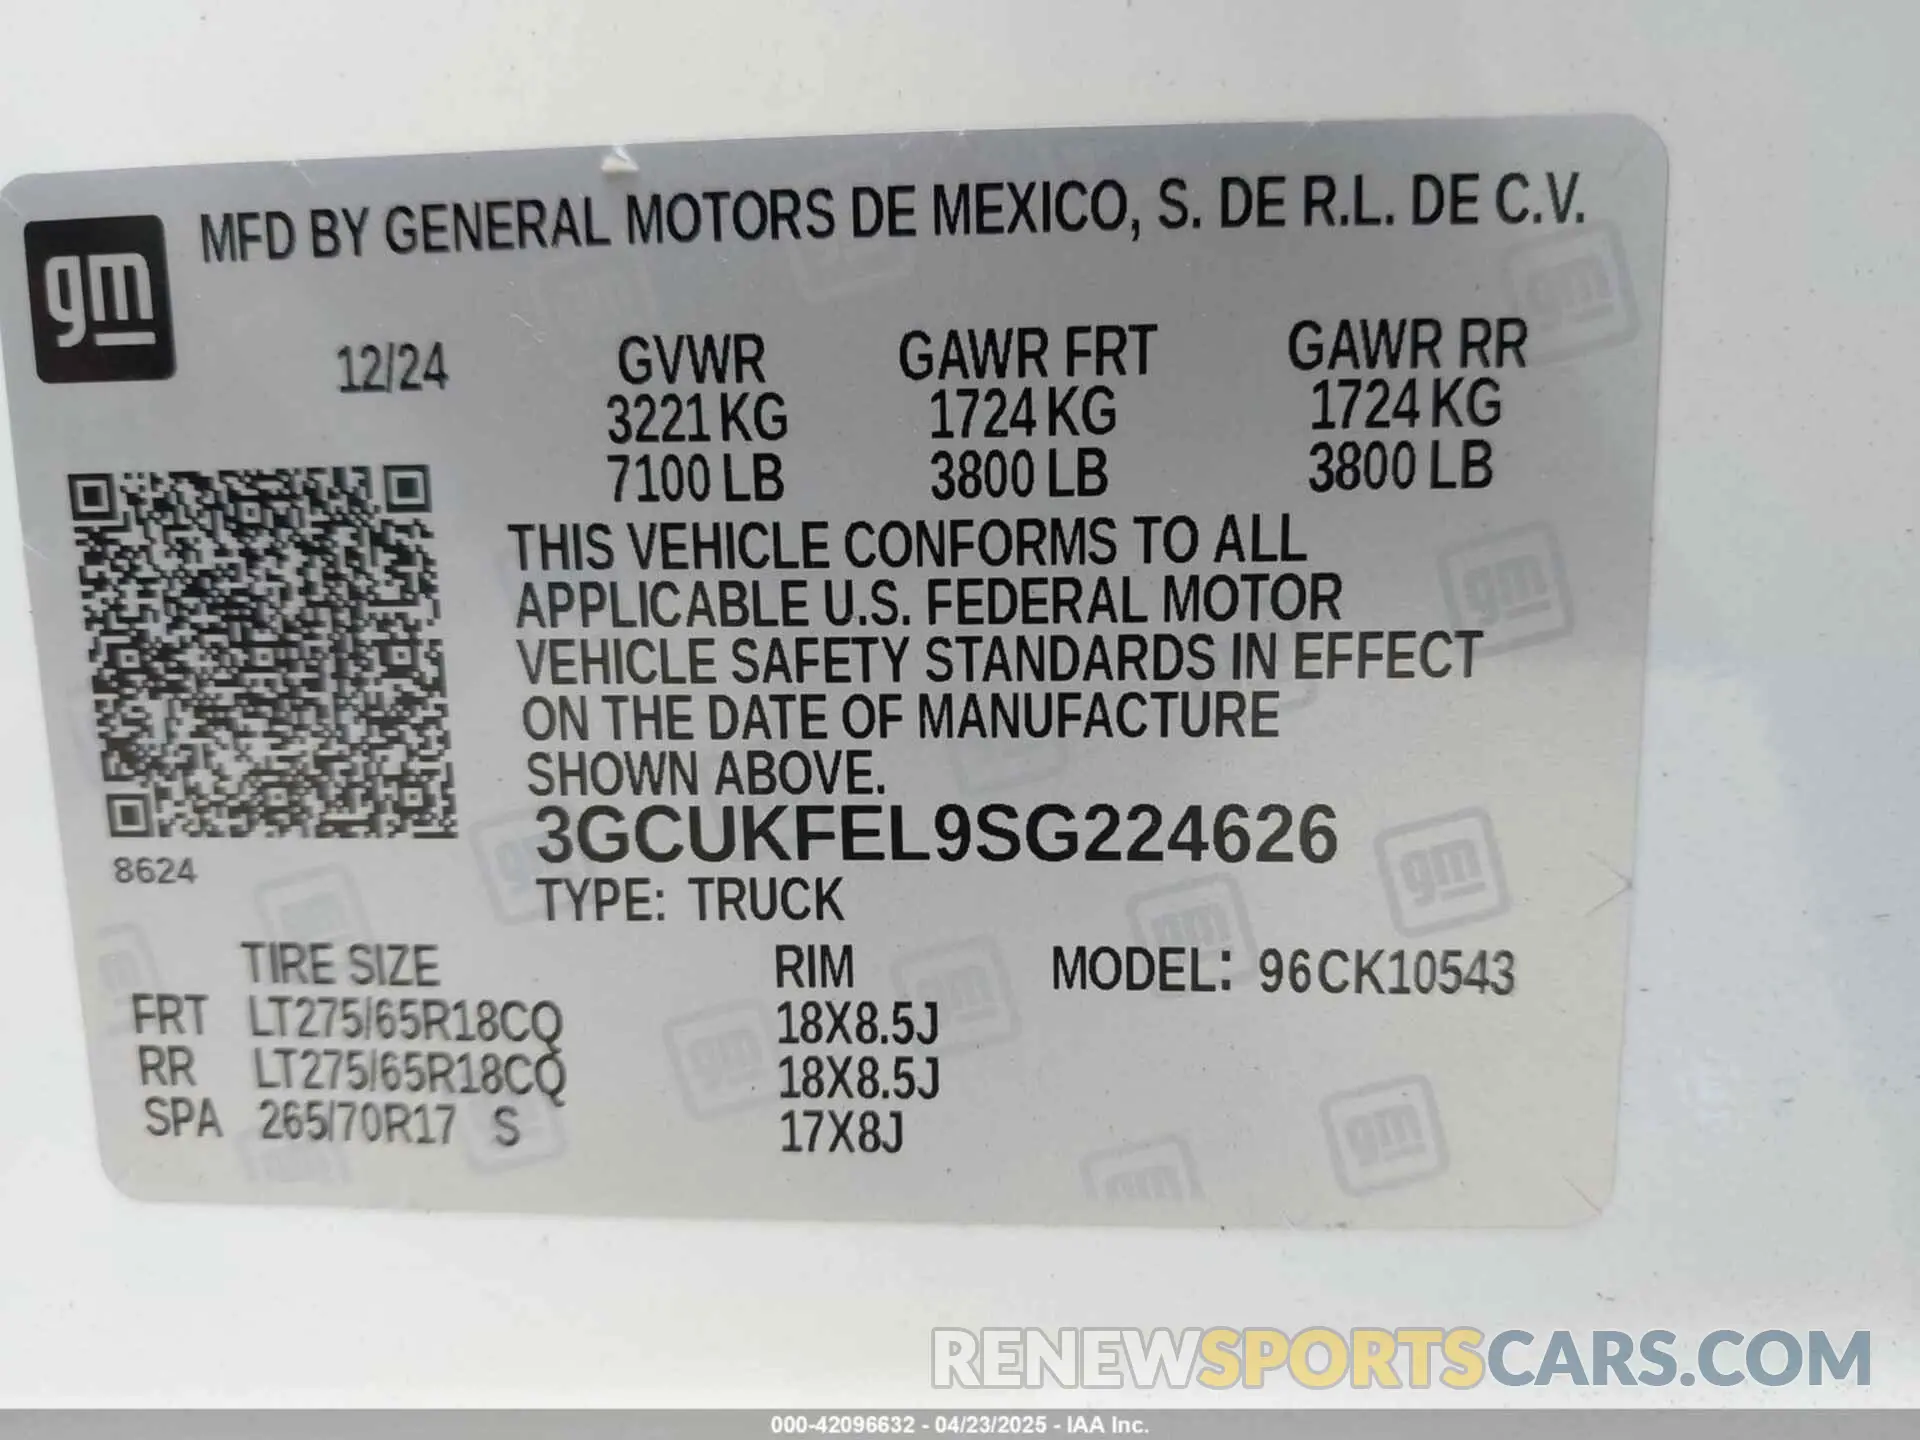 gm
MFD BY GENERAL MOTORS DE MEXICO, S. DE R.L. DE C.V.
12/24 GVWR GAWR FRT GAWR RR
3221 KG 1724 KG 1724 KG
7100 LB 3800 LB 3800 LB
THIS VEHICLE CONFORMS TO ALL
APPLICABLE U.S. FEDERAL MOTOR
VEHICLE SAFETY STANDARDS IN EFFECT
ON THE DATE OF MANUFACTURE
SHOWN ABOVE.
3GCUKFEL9SG224626
8624
TYPE: TRUCK
TIRE SIZE RIM MODEL: 96CK10543
FRT LT275/65R18CQ 18X8.5J
RR LT275/65R18CQ 18X8.5J
SPA 265/70R17 S 17X8J
RENEWSPORTSCARS.COM
000-42096632 - 04/23/2025 - IAA Inc.